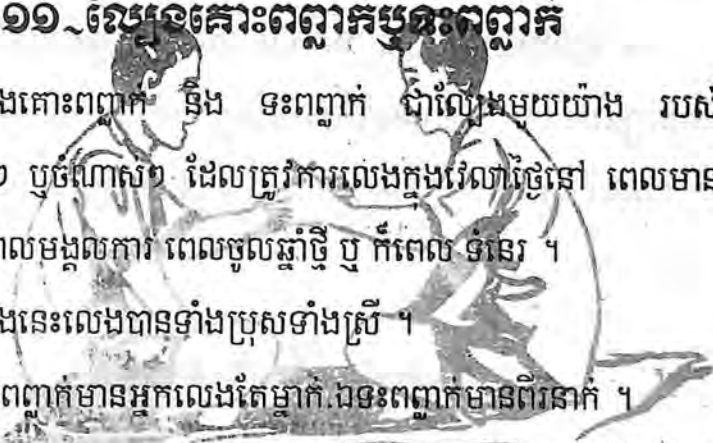 ១១~ល្បែងគោះពព្លាក់ឬទះពព្លាក់
ងគោះពព្លាក់ និង ទះពព្លាក់ ជាល្បែងមួយយ៉ាង របស់
ៗ ឬចំណាស់ៗ ដែលត្រូវការលេងក្នុងវេលាថ្ងៃនៅ ពេលមាន
ពលមង្គលការ ពេលចូលឆ្នាំថ្មី ឬ ក៏ពេល ទំនេរ ។
ងនេះលេងបានទាំងប្រុសទាំងស្រី ។
ពព្លាក់មានអ្នកលេងតែម្នាក់.ឯទះពព្លាក់មានពីរនាក់ ។